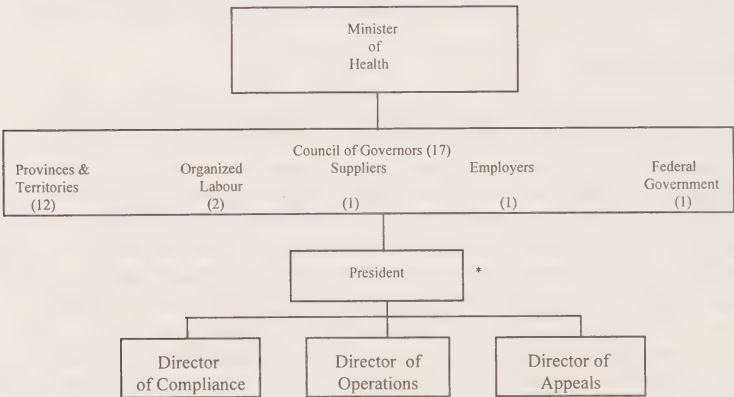 Minister
of
Health
Council of Governors (17)
Provinces & Territories (12)
Organized Labour (2)
Suppliers (1)
Employers (1)
Federal Government (1)
President *
Director of Compliance
Director of Operations
Director of Appeals